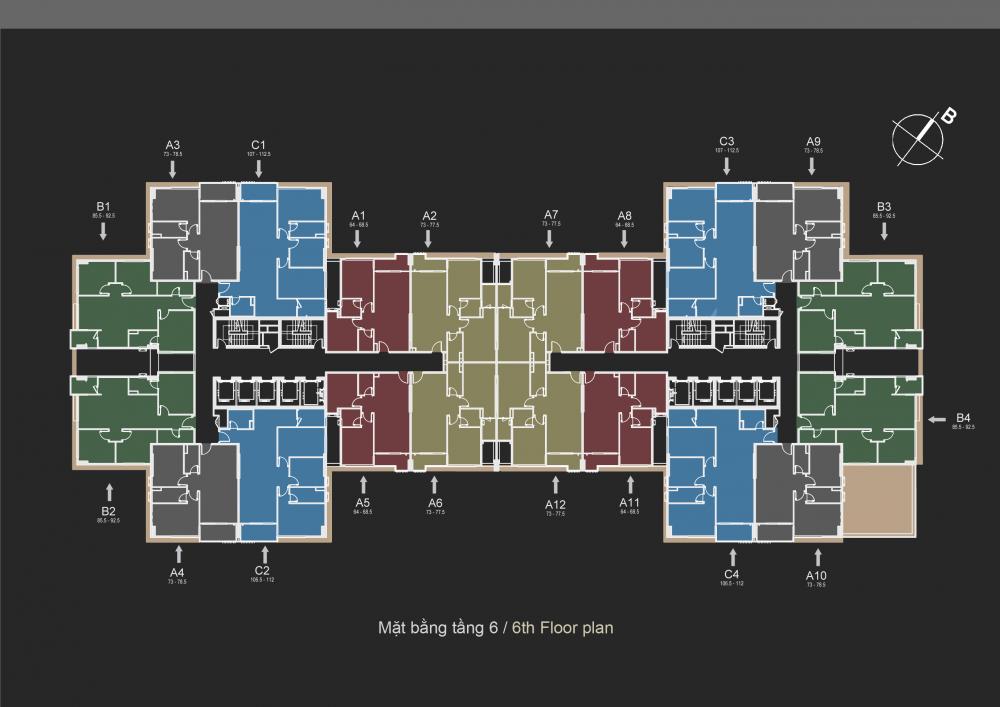 B
A3
73 - 78.5
C1
107 - 112.5
C3
107 - 112.5
A9
73 - 78.5
B1
85.5 - 92.5
A1
64 - 68.5
A2
73 - 77.5
A7
73 - 77.5
A8
64 - 68.5
B3
85.5 - 92.5
B4
85.5 - 92.5
B2
85.5 - 92.5
A5
64 - 68.5
A6
73 - 77.5
A12
73 - 77.5
A11
64 - 68.5
A4
73 - 78.5
C2
106.5 - 112
C4
106.5 - 112
A10
73 - 78.5
Mặt bằng tầng 6 / 6th Floor plan